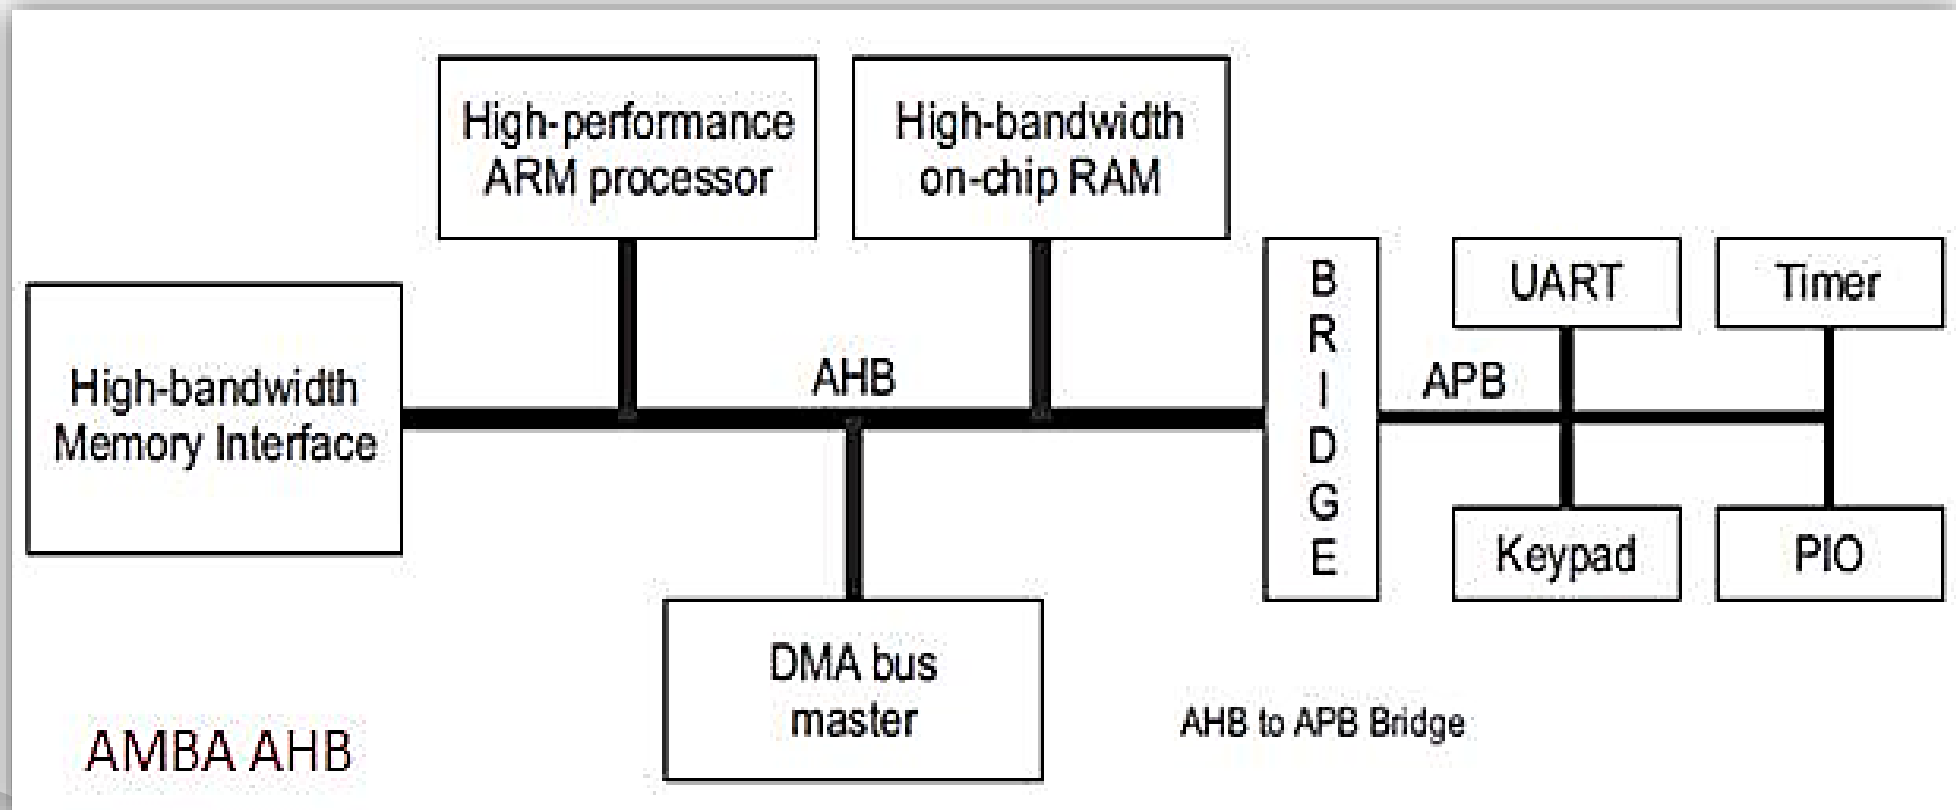 High-performance
ARM processor
High-bandwidth
on-chip RAM
High-bandwidth
Memory Interface
AHB
BRIDGE
APB
UART
Timer
Keypad
PIO
DMA bus
master
AHB to APB Bridge
AMBA AHB